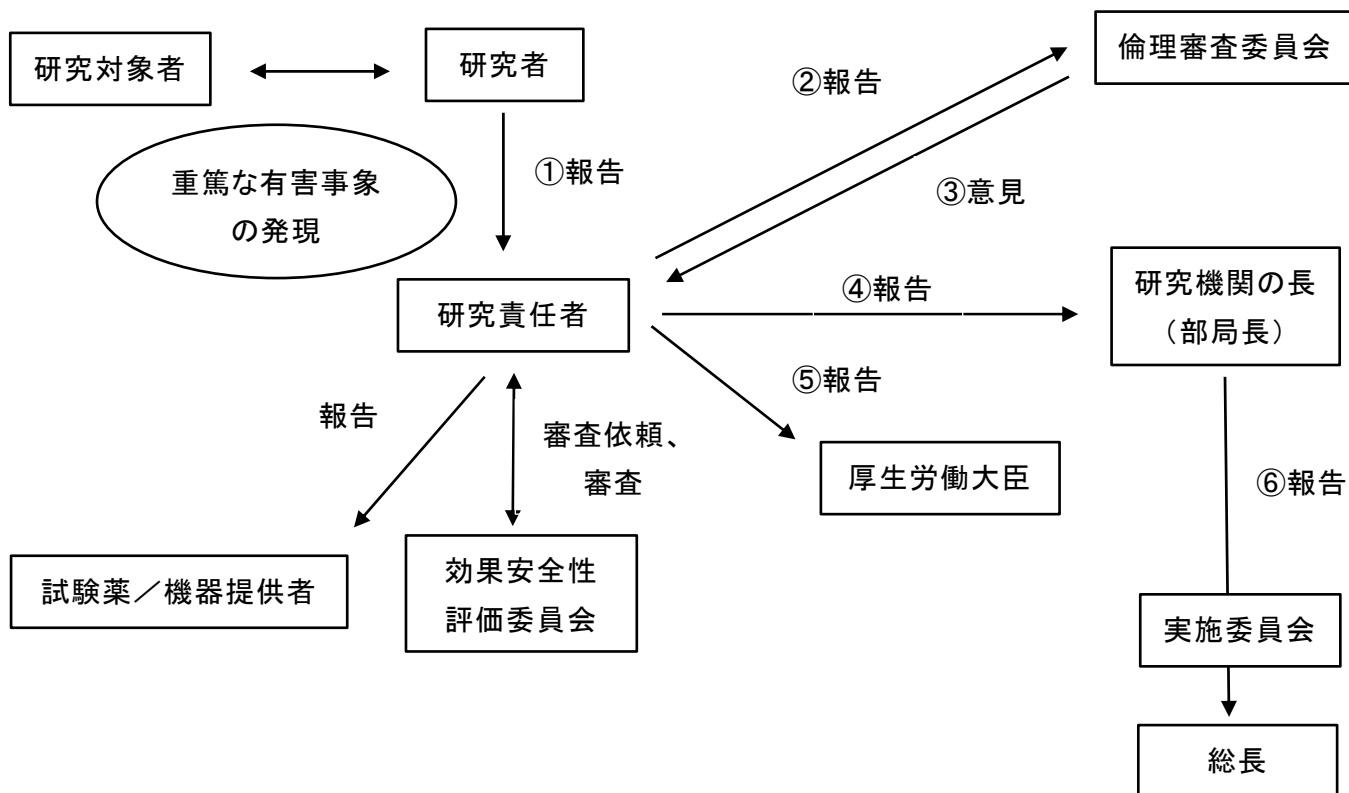 研究対象者
研究者
倫理審査委員会
②報告
①報告
③意見
重篤な有害事象
の発現
研究責任者
④報告
研究機関の長
（部局長）
⑤報告
報告
審査依頼、
審査
厚生労働大臣
⑥報告
試験薬／機器提供者
効果安全性
評価委員会
実施委員会
総長